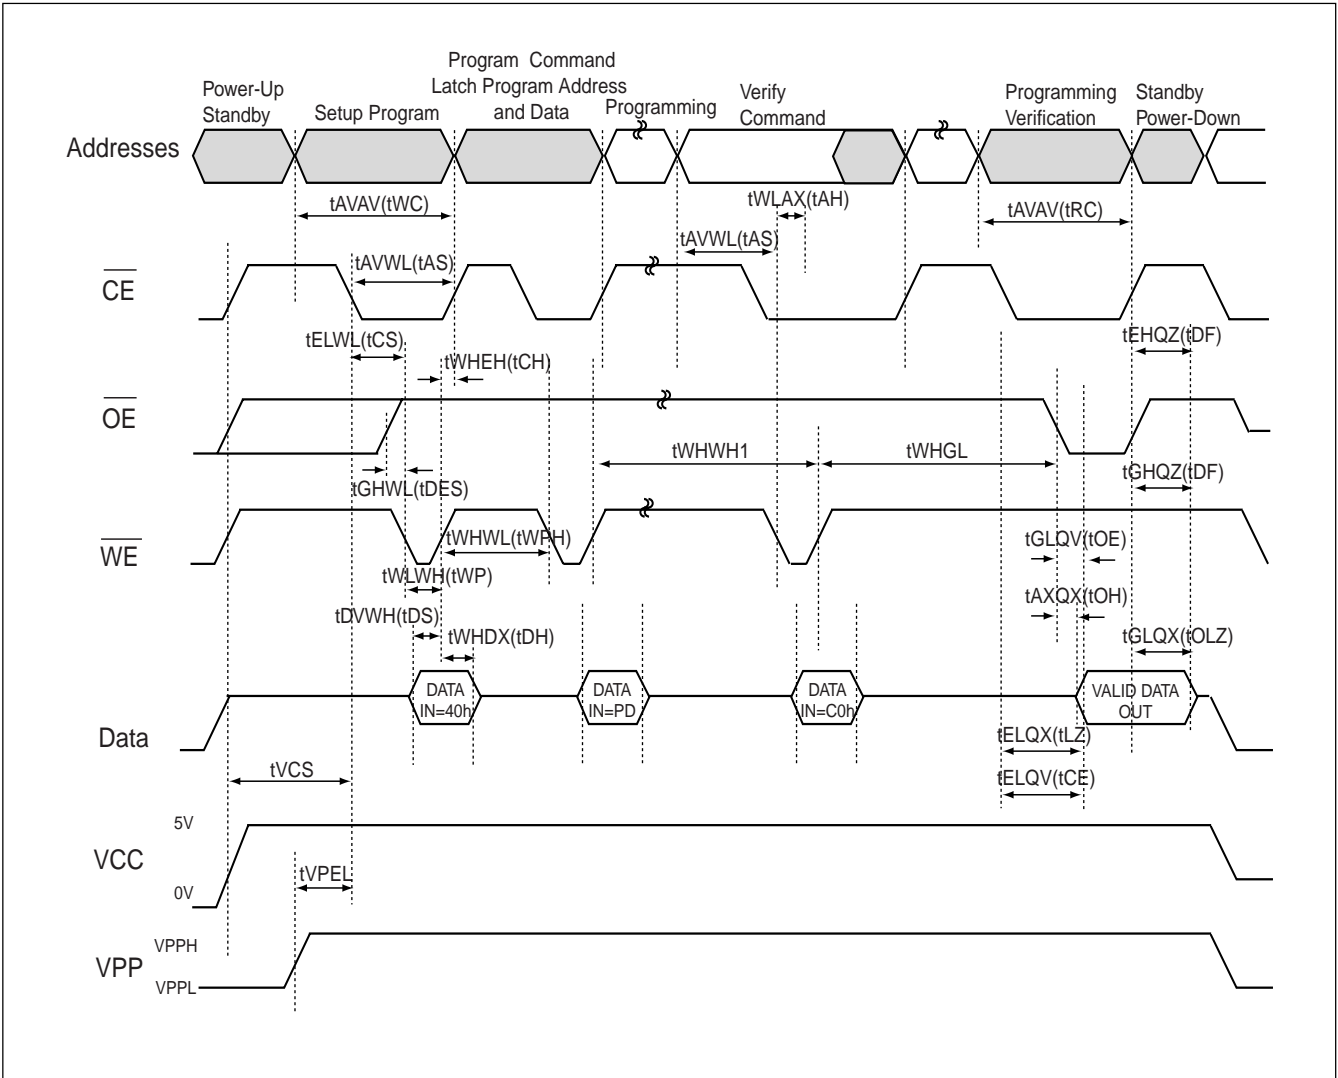 Program Command
Power-Up
Latch Program Address
Verify
Programming
Standby
Standby
Setup Program
and Data
Programming
Command
Verification
Power-Down
Addresses
tWLAX(tAH)
tAVAV(tWC)
tAVAV(tRC)
tAVWL(tAS)
tAVWL(tAS)
CE
tELWL(tCS)
tEHQZ(tDF)
tWHEH(tCH)
OE
tWHWH1
tWHGL
tGHQZ(tDF)
tGHWL(tDES)
WE
tWHWL(tWPH)
tGLQV(tOE)
tWLWH(tWP)
tAXQX(tOH)
tDVWH(tDS)
tWHDX(tDH)
tGLQX(tOLZ)
DATA
IN=40h
DATA
IN=PD
DATA
IN=C0h
VALID DATA
OUT
Data
tELQX(tLZ)
tVCS
tELQV(tCE)
5V
VCC
0V
tVPEL
VPPH
VPP
VPPL